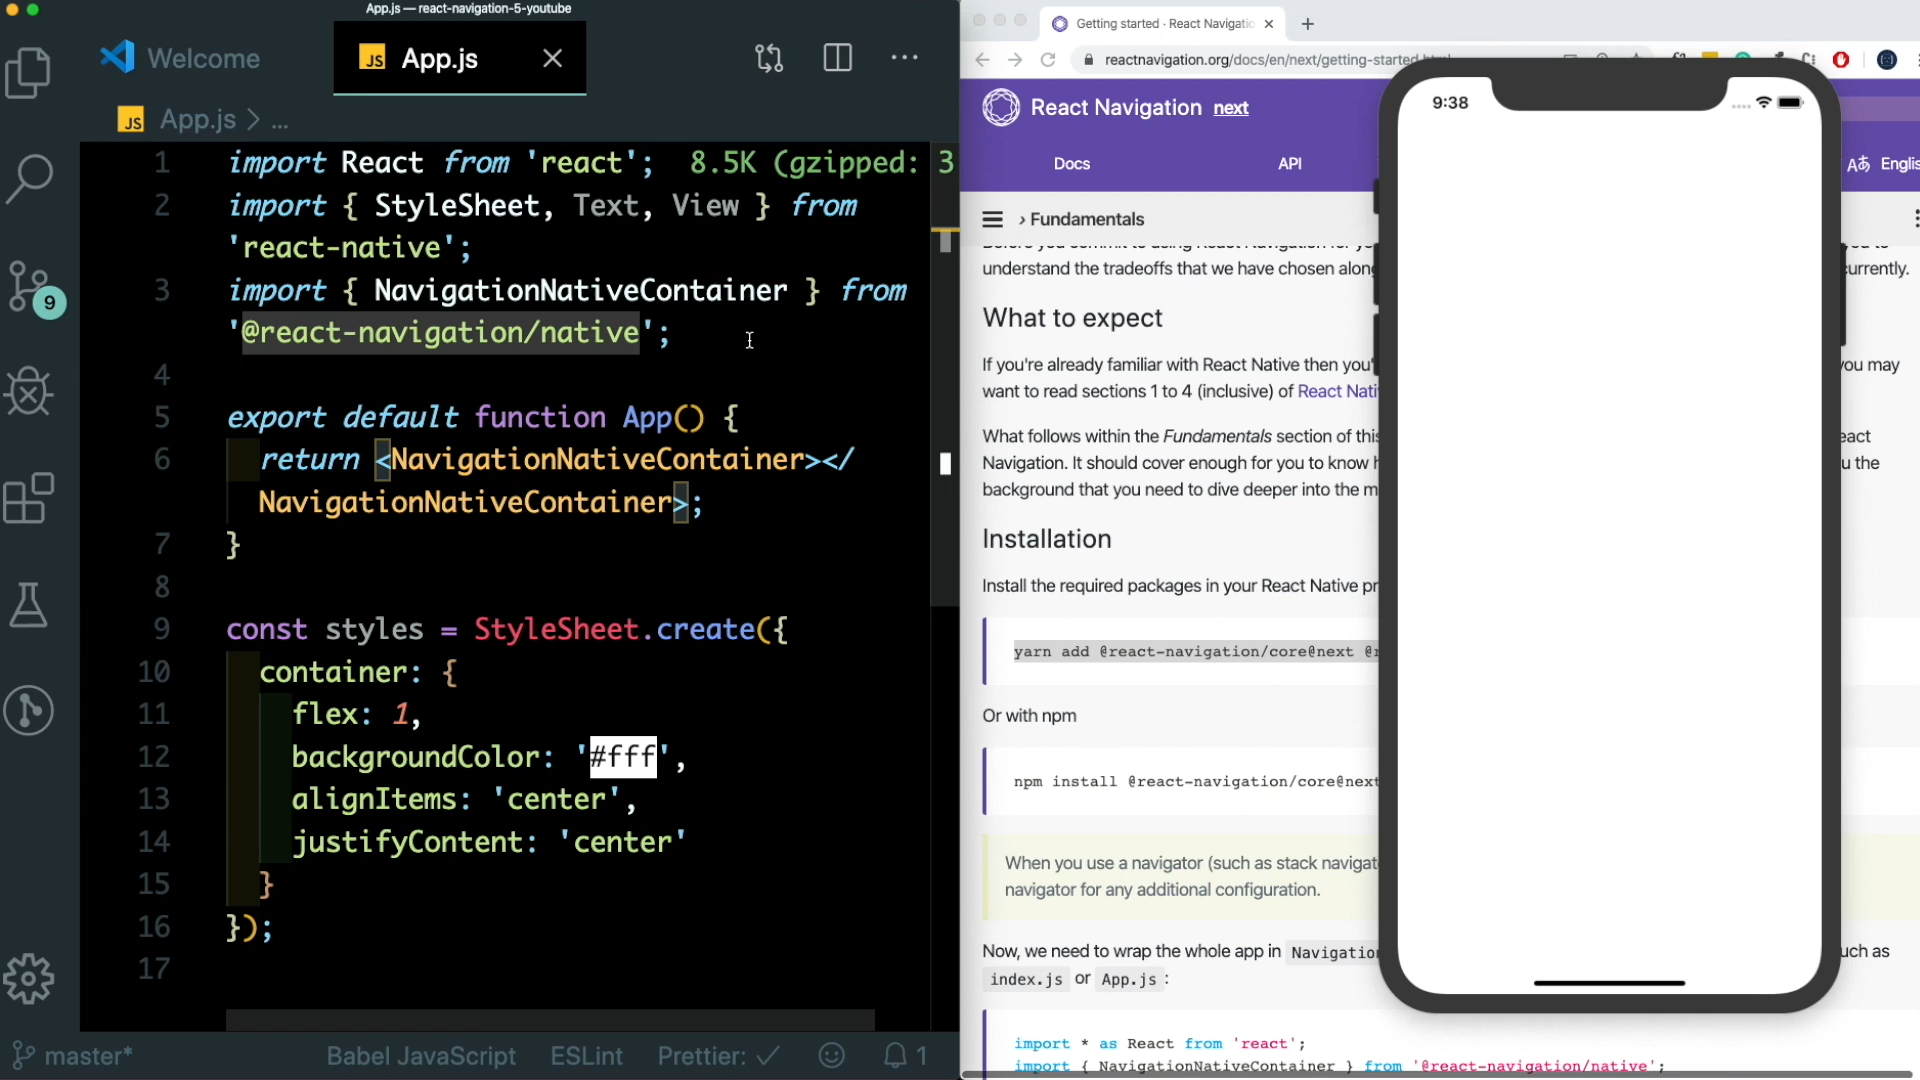 App.js — react-navigation-5-youtube
Welcome
JS App.js
JS App.js > ...
1 import React from 'react'; 8.5K (gzipped: 3
2 import { StyleSheet, Text, View } from
'react-native';
3 import { NavigationNativeContainer } from
'@react-navigation/native';
4
5 export default function App() {
6 return <NavigationNativeContainer></
NavigationNativeContainer>;
7 }
8
9 const styles = StyleSheet.create({
10 container: {
11 flex: 1,
12 backgroundColor: '#fff',
13 alignItems: 'center',
14 justifyContent: 'center'
15 }
16 });
17
9
master*
Babel JavaScript
ESLint
Prettier: ✓
1
Getting started · React Navigatio
reactnavigation.org/docs/en/next/getting-started.html
React Navigation next
Docs
API
Englis
› Fundamentals
understand the tradeoffs that we have chosen along
urrently.
What to expect
If you're already familiar with React Native then you'
you may
want to read sections 1 to 4 (inclusive) of React Nati
What follows within the Fundamentals section of this
eact
Navigation. It should cover enough for you to know h
u the
background that you need to dive deeper into the m
Installation
Install the required packages in your React Native pr
yarn add @react-navigation/core@next @r
Or with npm
npm install @react-navigation/core@next
When you use a navigator (such as stack navigat
navigator for any additional configuration.
Now, we need to wrap the whole app in Navigation
uch as
index.js or App.js :
import * as React from 'react';
import { NavigationNativeContainer } from '@react-navigation/native';
9:38